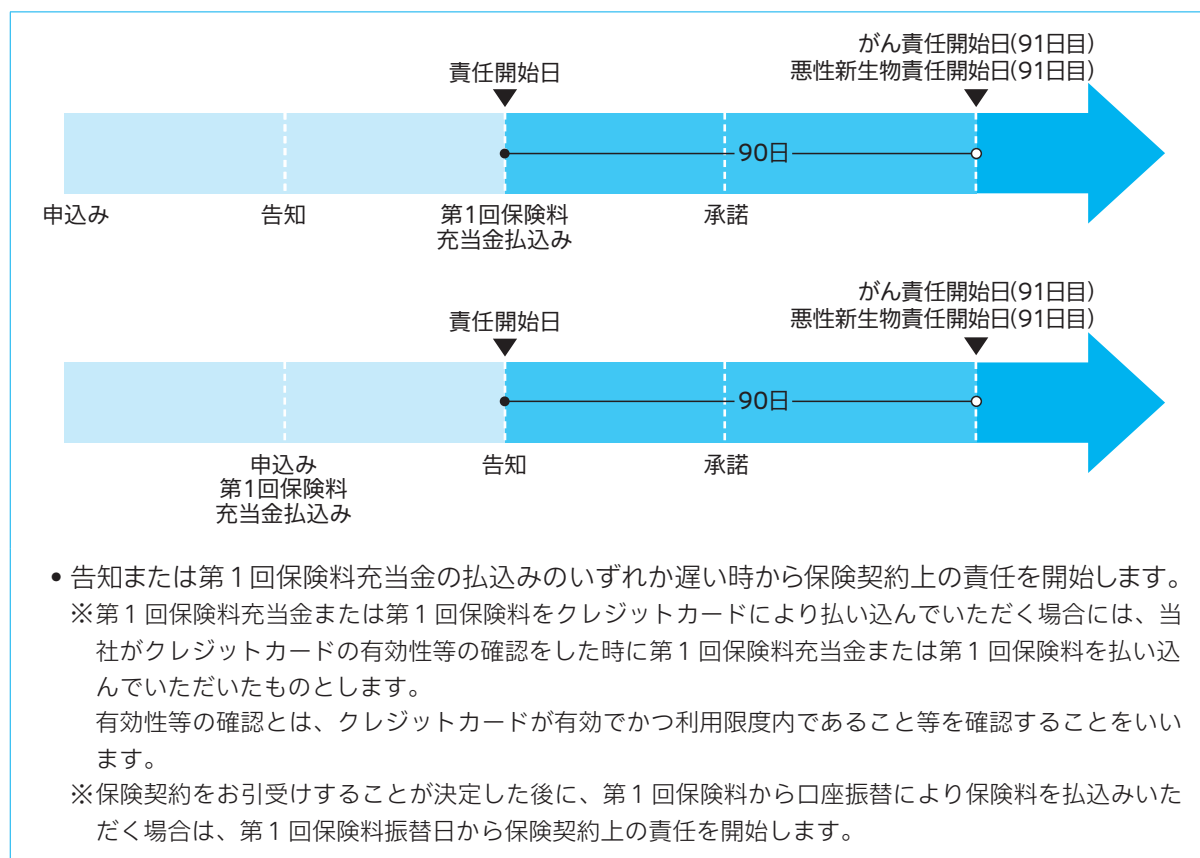 がん責任開始日(91日目)
責任開始日 悪性新生物責任開始日(91日目)
90日
申込み 告知 第1回保険料 承諾
充当金払込み
がん責任開始日(91日目)
責任開始日 悪性新生物責任開始日(91日目)
90日
申込み 告知 承諾
第1回保険料
充当金払込み
•告知または第1回保険料充当金の払込みのいずれか遅い時から保険契約上の責任を開始します。
※第1回保険料充当金または第1回保険料をクレジットカードにより払い込んでいただく場合には、当
社がクレジットカードの有効性等の確認をした時に第1回保険料充当金または第1回保険料を払い込
んでいただいたものとします。
有効性等の確認とは、クレジットカードが有効でかつ利用限度内であること等を確認することをいい
ます。
※保険契約をお引受けすることが決定した後に、第1回保険料から口座振替により保険料を払込みいた
だく場合は、第1回保険料振替日から保険契約上の責任を開始します。